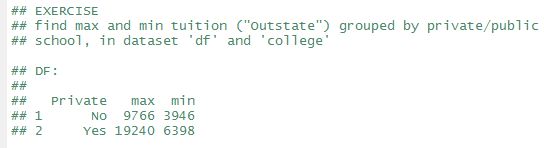 ## EXERCISE
## find max and min tuition ("Outstate") grouped by private/public
## school, in dataset 'df' and 'college'
## DF:
##
##   Private   max  min
## 1      No  9766 3946
## 2     Yes 19240 6398